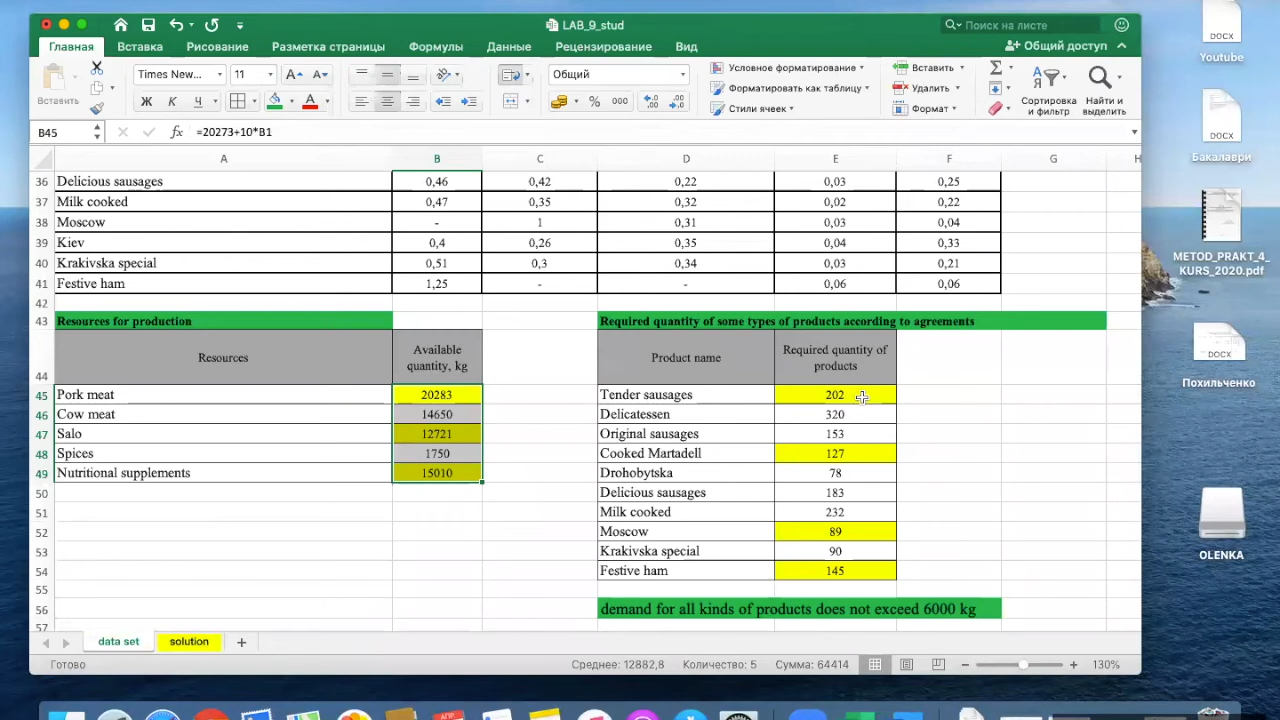 LAB_9_stud
Поиск на листе
Главная Вставка Рисование Разметка страницы Формулы Данные Рецензирование Вид Общий доступ
Вставить
Times New... 11
Ж К Ч
Общий
% 000
Условное форматирование
Форматировать как таблицу
Стили ячеек
Вставить
Удалить
Формат
Сортировка и фильтр
Найти и выделить
B45 fx =20273+10*B1
A B C D E F G H
36 Delicious sausages 0,46 0,42 0,22 0,03 0,25
37 Milk cooked 0,47 0,35 0,32 0,02 0,22
38 Moscow - 1 0,31 0,03 0,04
39 Kiev 0,4 0,26 0,35 0,04 0,33
40 Krakivska special 0,51 0,3 0,34 0,03 0,21
41 Festive ham 1,25 - - 0,06 0,06
42
43 Resources for production Required quantity of some types of products according to agreements
44 Resources Available quantity, kg Product name Required quantity of products
45 Pork meat 20283 Tender sausages 202
46 Cow meat 14650 Delicatessen 320
47 Salo 12721 Original sausages 153
48 Spices 1750 Cooked Martadell 127
49 Nutritional supplements 15010 Drohobytska 78
50 Delicious sausages 183
51 Milk cooked 232
52 Moscow 89
53 Krakivska special 90
54 Festive ham 145
55
56 demand for all kinds of products does not exceed 6000 kg
57
data set solution +
Готово Среднее: 12882,8 Количество: 5 Сумма: 64414 130%
DOCX
Youtube
DOCX
Бакалаври
METOD_PRAKT_4_
KURS_2020.pdf
DOCX
Похильченко
OLENKA